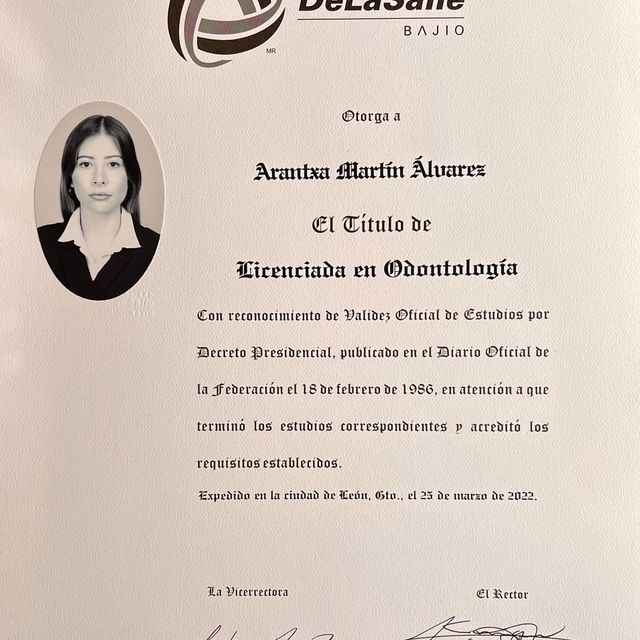 DeLaSalle
BAJIO
MR
Otorga a
Arantxa Martín Álvarez
El Título de
Licenciada en Odontología
Con reconocimiento de Validez Oficial de Estudios por
Decreto Presidencial, publicado en el Diario Oficial de
la Federación el 18 de febrero de 1986, en atención a que
terminó los estudios correspondientes y acreditó los
requisitos establecidos.
Expedido en la ciudad de León, Gto., el 25 de marzo de 2022.
La Vicerrectora El Rector